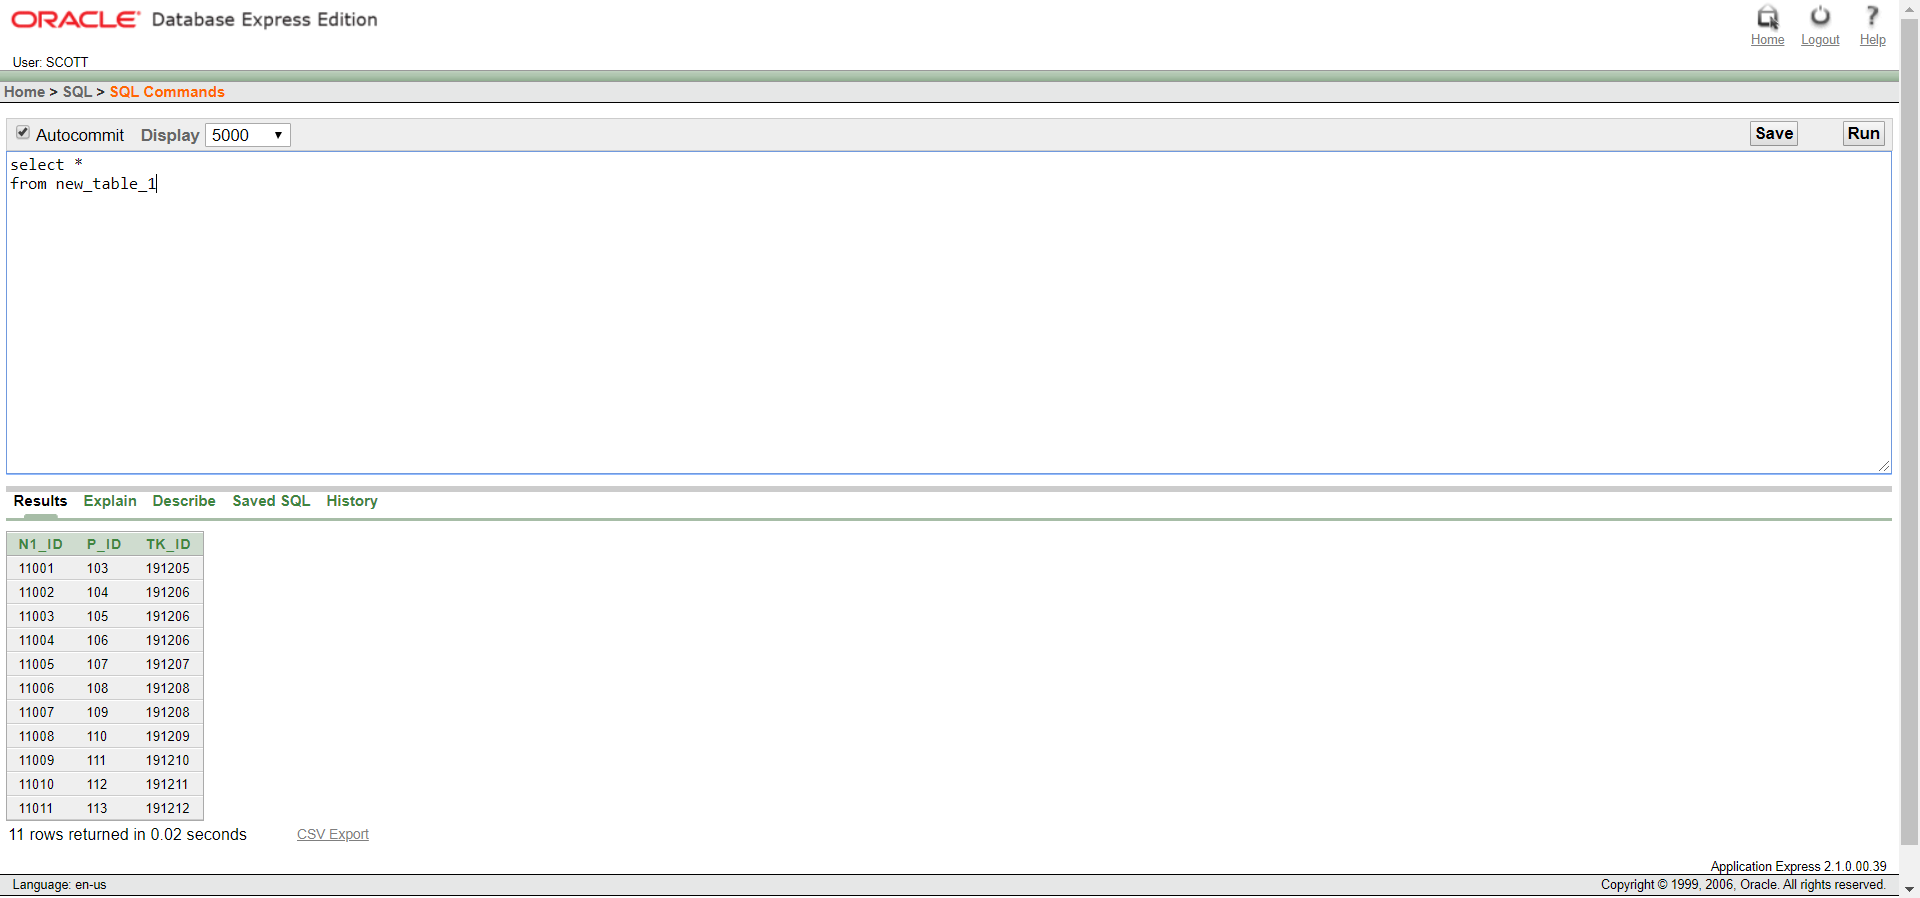 ORACLE Database Express Edition
Home Logout Help
User: SCOTT
Home > SQL > SQL Commands
Autocommit Display 5000 Save Run
select *
from new_table_1
Results Explain Describe Saved SQL History
N1_ID P_ID TK_ID
11001 103 191205
11002 104 191206
11003 105 191206
11004 106 191206
11005 107 191207
11006 108 191208
11007 109 191208
11008 110 191209
11009 111 191210
11010 112 191211
11011 113 191212
11 rows returned in 0.02 seconds CSV Export
Application Express 2.1.0.00.39
Language: en-us Copyright © 1999, 2006, Oracle. All rights reserved.